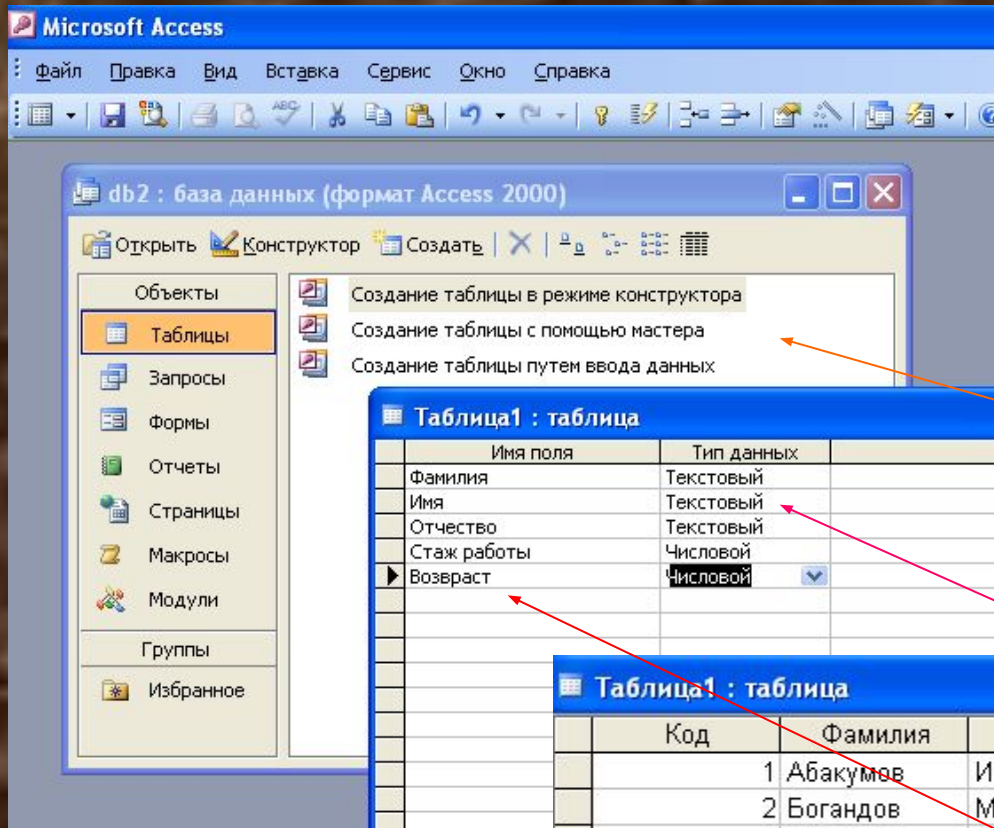 Microsoft Access
Файл Правка Вид Вставка Сервис Окно Справка
ABC
db2 : база данных (формат Access 2000)
Открыть Конструктор Создать
Объекты
Таблицы
Запросы
Формы
Отчеты
Страницы
Макросы
Модули
Группы
Избранное
Создание таблицы в режиме конструктора
Создание таблицы с помощью мастера
Создание таблицы путем ввода данных
Таблица1 : таблица
Имя поля Тип данных
Фамилия Текстовый
Имя Текстовый
Отчество Текстовый
Стаж работы Числовой
Возвраст Числовой
Таблица1 : таблица
Код Фамилия
1 Абакумов И
2 Богандов М